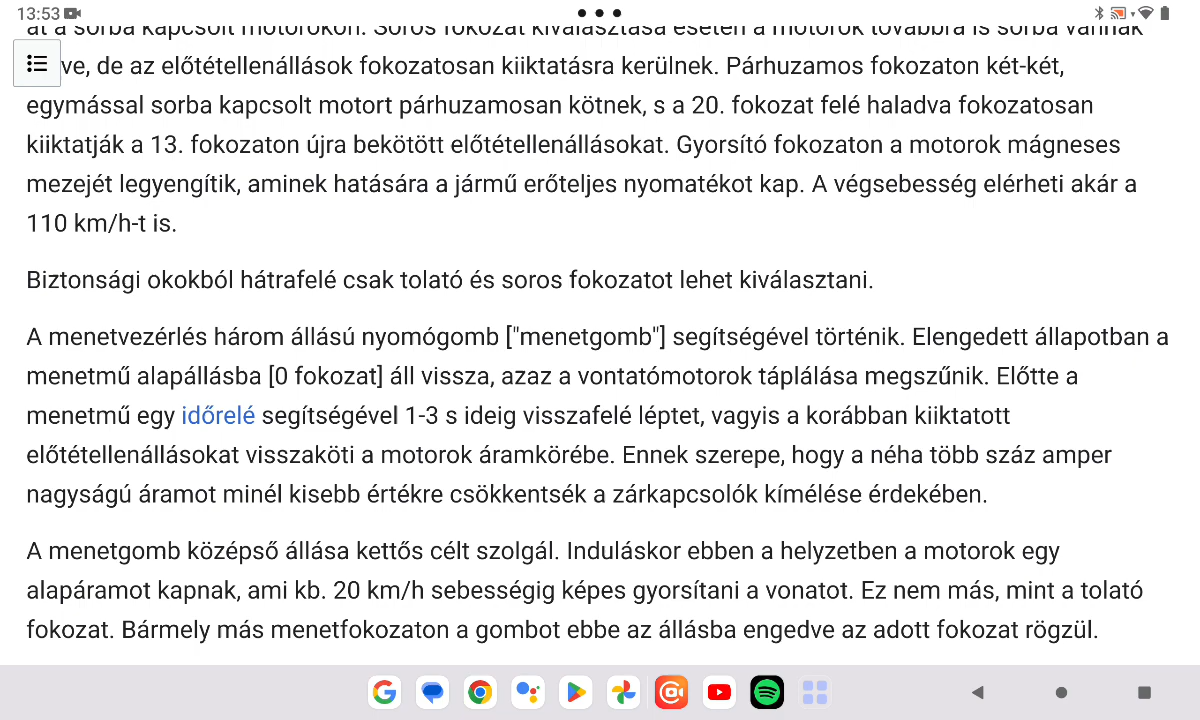 13:53
át a sorba kapcsolt motorokon. Soros fokozat kiválasztása esetén a motorok továbbra is sorba vannak
ve, de az előtétellenállások fokozatosan kiiktatásra kerülnek. Párhuzamos fokozaton két-két,
egymással sorba kapcsolt motort párhuzamosan kötnek, s a 20. fokozat felé haladva fokozatosan
kiiktatják a 13. fokozaton újra bekötött előtétellenállásokat. Gyorsító fokozaton a motorok mágneses
mezejét legyengítik, aminek hatására a jármű erőteljes nyomatékot kap. A végsebesség elérheti akár a
110 km/h-t is.
Biztonsági okokból hátrafelé csak tolató és soros fokozatot lehet kiválasztani.
A menetvezérlés három állású nyomógomb ["menetgomb"] segítségével történik. Elengedett állapotban a
menetmű alapállásba [0 fokozat] áll vissza, azaz a vontatómotorok táplálása megszűnik. Előtte a
menetmű egy időrelé segítségével 1-3 s ideig visszafelé léptet, vagyis a korábban kiiktatott
előtétellenállásokat visszaköti a motorok áramkörébe. Ennek szerepe, hogy a néha több száz amper
nagyságú áramot minél kisebb értékre csökkentsék a zárkapcsolók kímélése érdekében.
A menetgomb középső állása kettős célt szolgál. Induláskor ebben a helyzetben a motorok egy
alapáramot kapnak, ami kb. 20 km/h sebességig képes gyorsítani a vonatot. Ez nem más, mint a tolató
fokozat. Bármely más menetfokozaton a gombot ebbe az állásba engedve az adott fokozat rögzül.